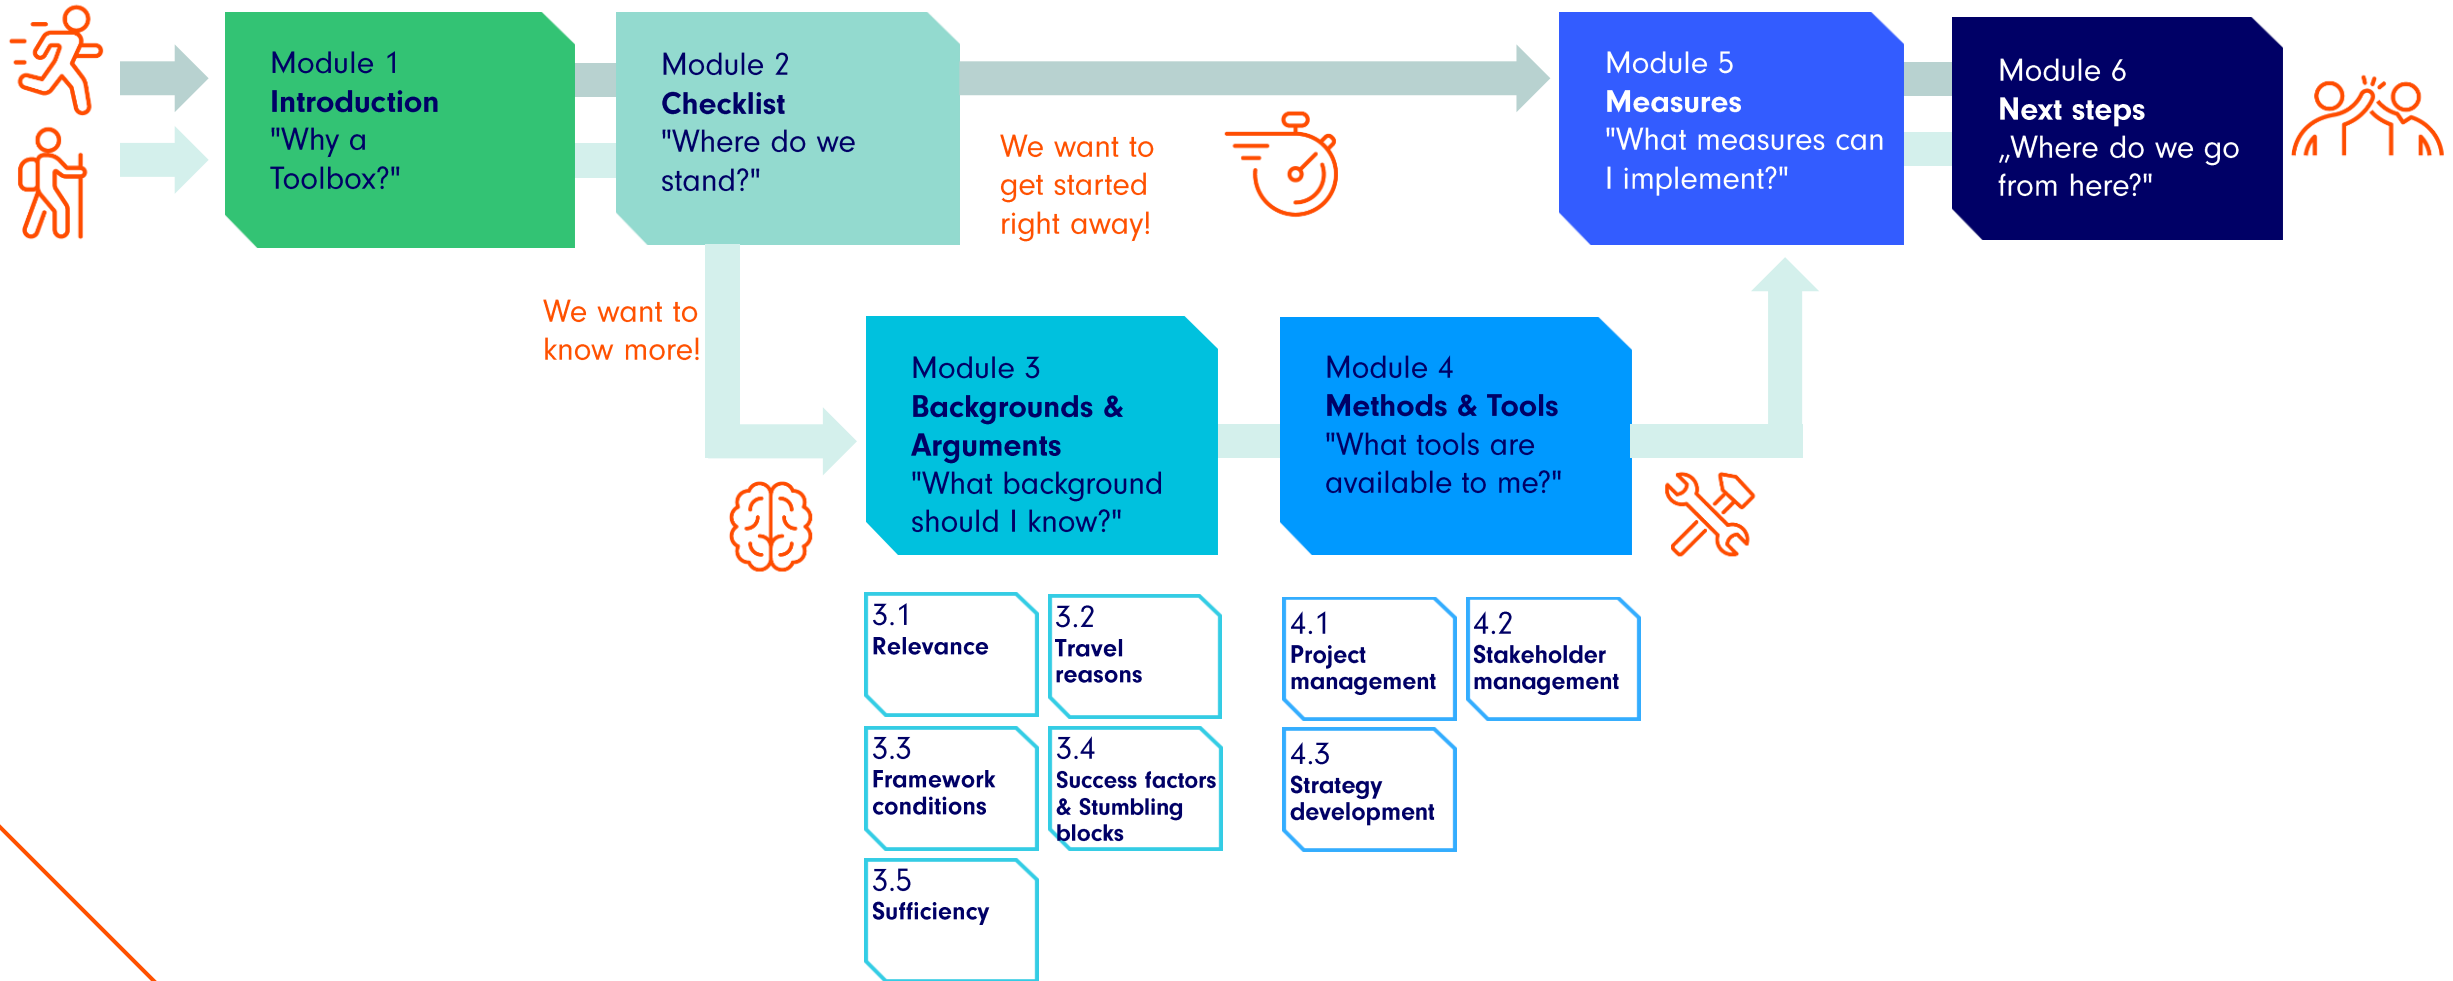 Module 1
Introduction
"Why a
Toolbox?"
Module 2
Checklist
"Where do we
stand?"
We want to
get started
right away!
Module 5
Measures
"What measures can
I implement?"
Module 6
Next steps
„Where do we go
from here?"
We want to
know more!
Module 3
Backgrounds &
Arguments
"What background
should I know?"
Module 4
Methods & Tools
"What tools are
available to me?"
3.1
Relevance
3.2
Travel
reasons
3.3
Framework
conditions
3.4
Success factors
& Stumbling
blocks
3.5
Sufficiency
4.1
Project
management
4.2
Stakeholder
management
4.3
Strategy
development